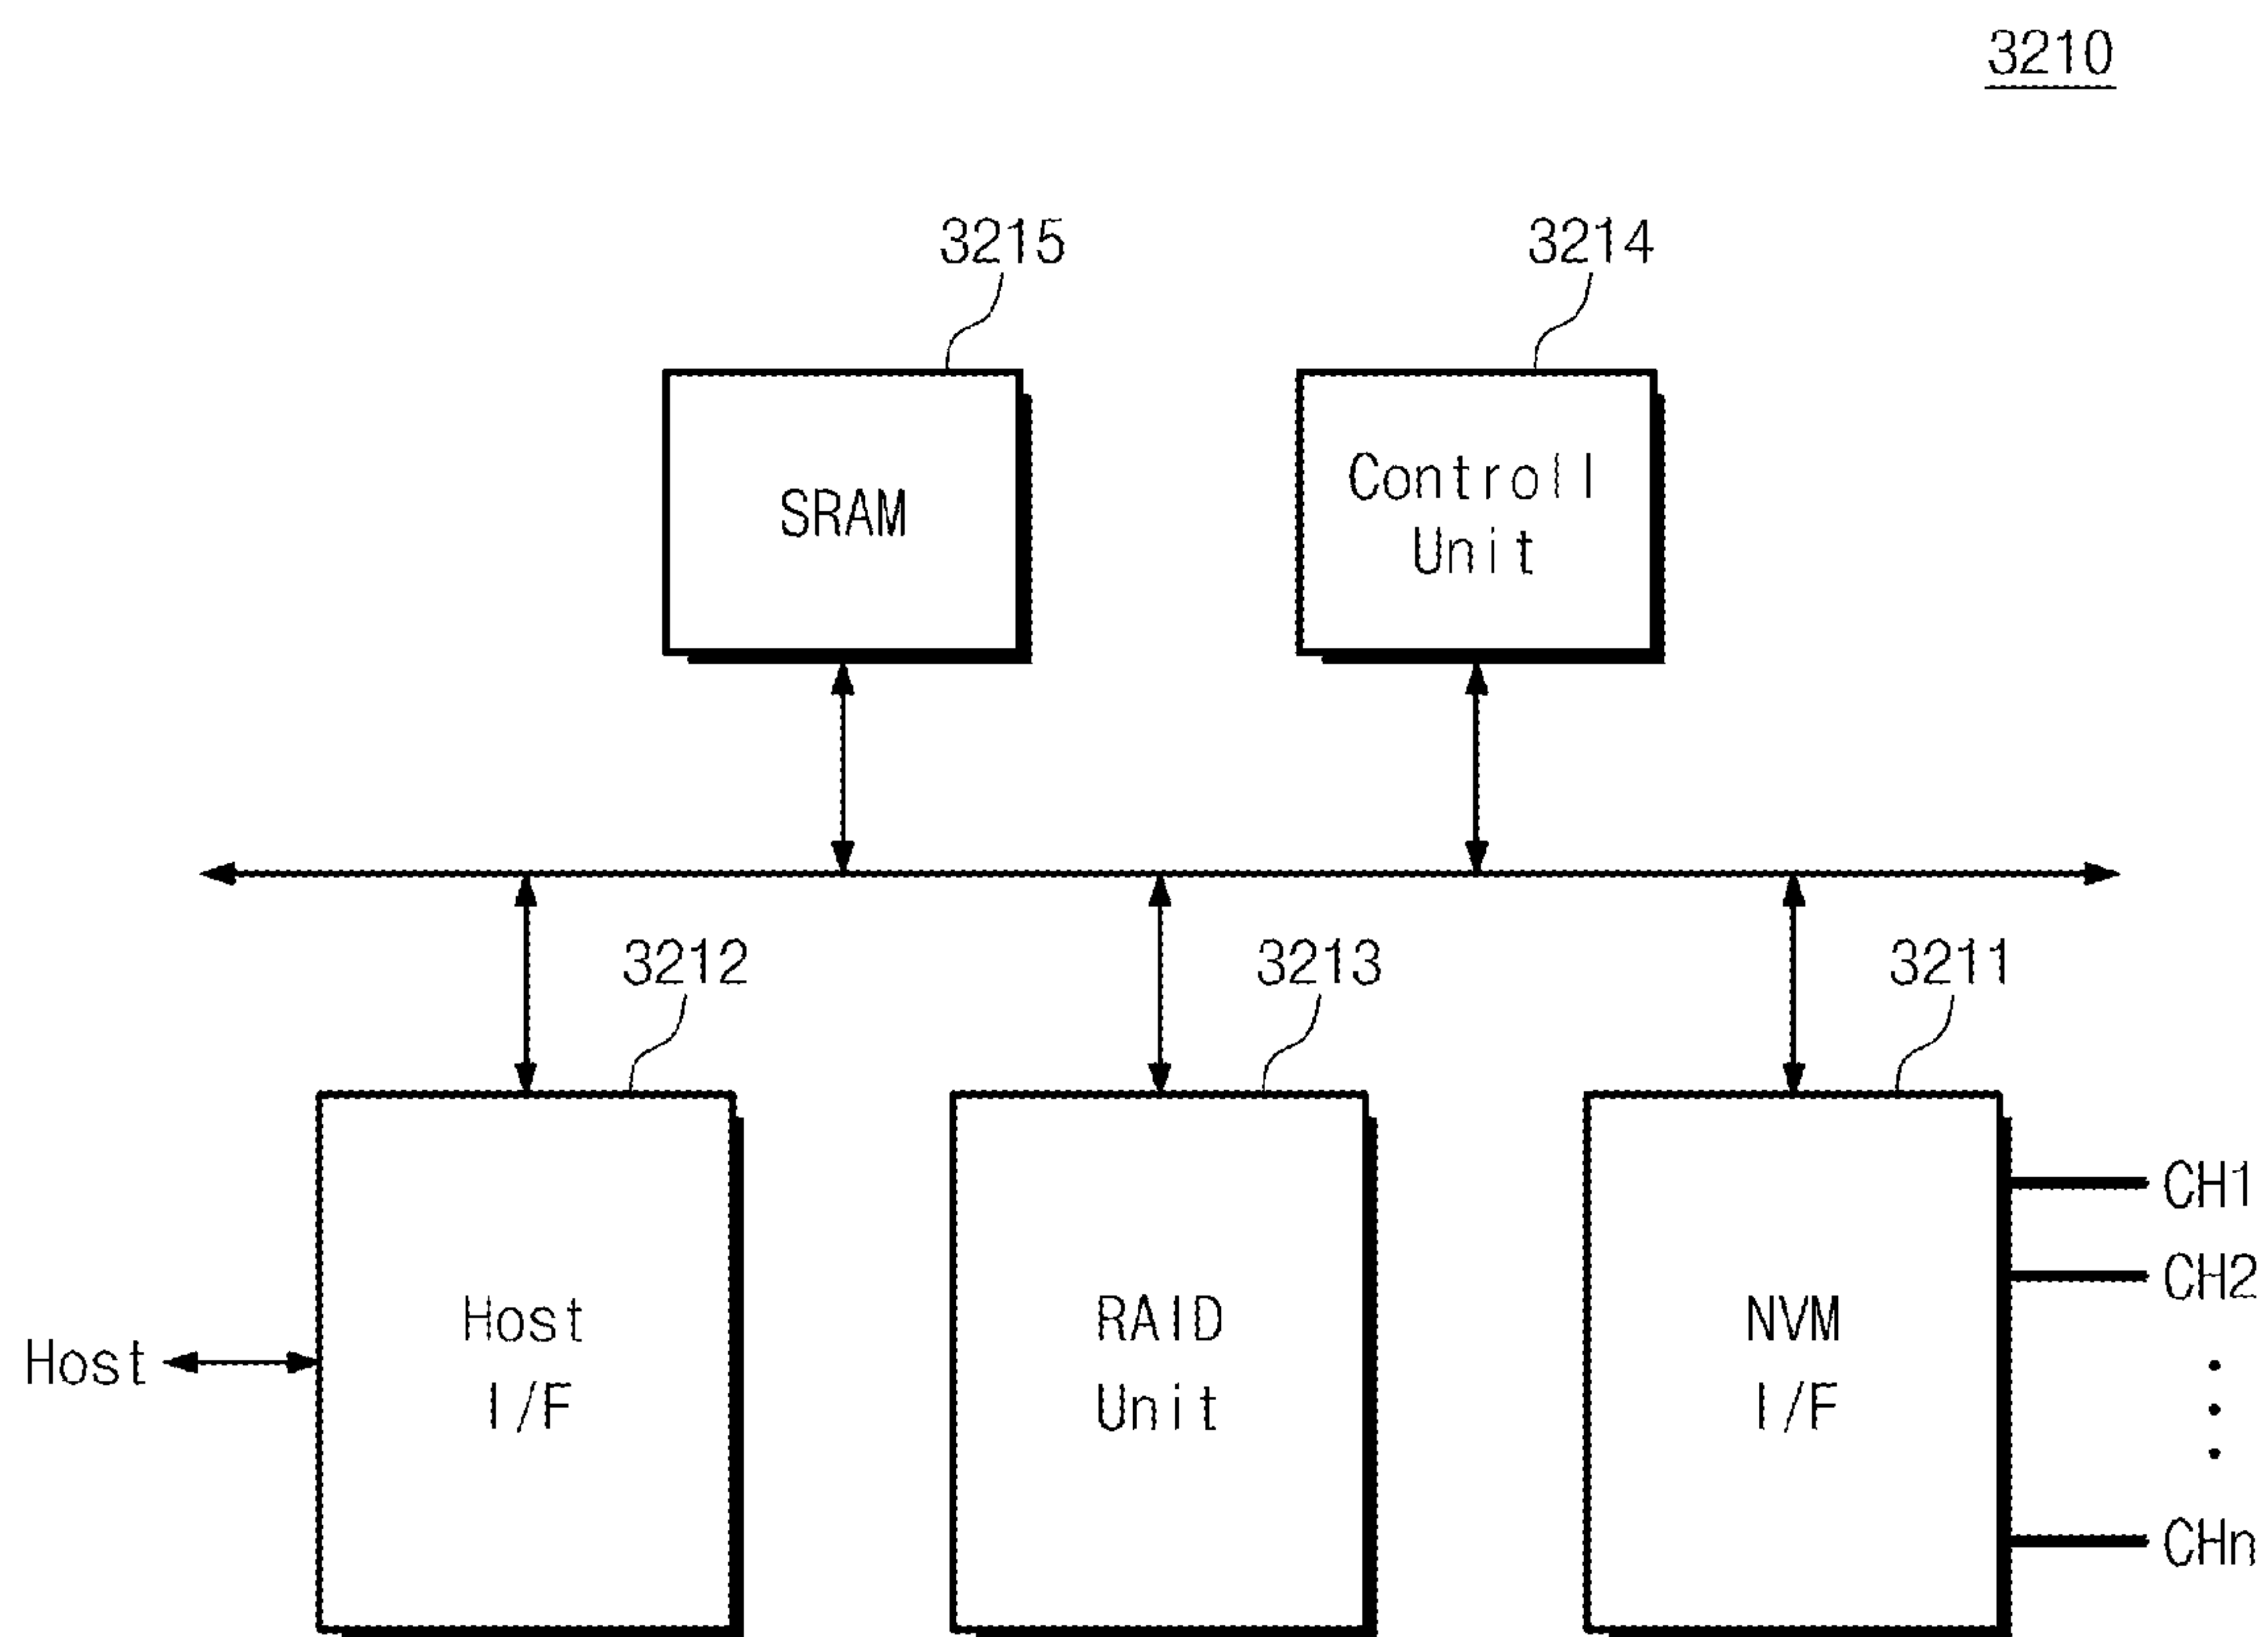 3210
3215
3214
SRAM
Controll
Unit
3212
3213
3211
Host
Host
I/F
RAID
Unit
NVM
I/F
CH1
CH2
CHn